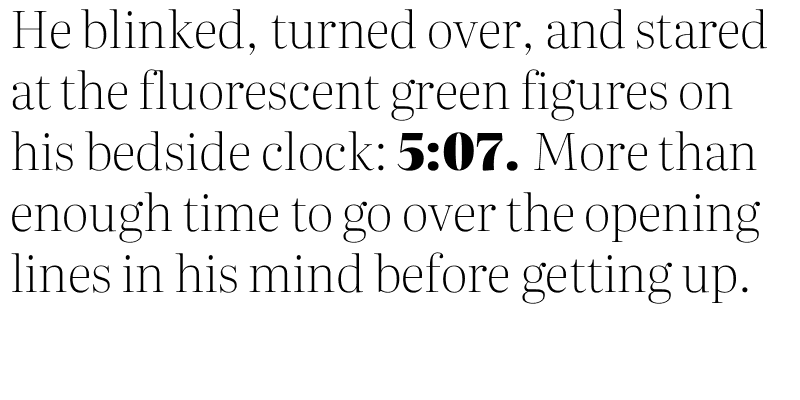 He blinked, turned over, and stared
at the fluorescent green figures on
his bedside clock: 5:07. More than
enough time to go over the opening
lines in his mind before getting up.